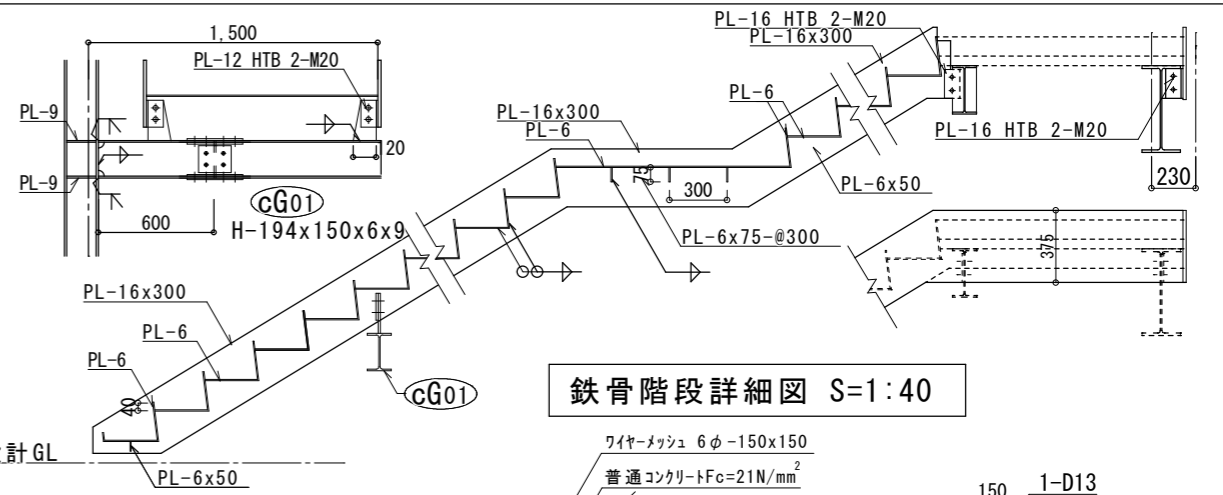 1,500
PL-12 HTB 2-M20
PL-9
PL-9
20
600
cG01
H-194x150x6x9
PL-16 HTB 2-M20
PL-16x300
PL-6
PL-16x300
PL-6
75
300
PL-6x50
PL-6x75-@300
PL-16 HTB 2-M20
230
375
PL-16x300
PL-6
PL-6
40
cG01
計GL
PL-6x50
鉄骨階段詳細図 S=1:40
ワイヤーメッシュ 6φ-150x150
普通コンクリートFc=21N/mm²
150
1-D13